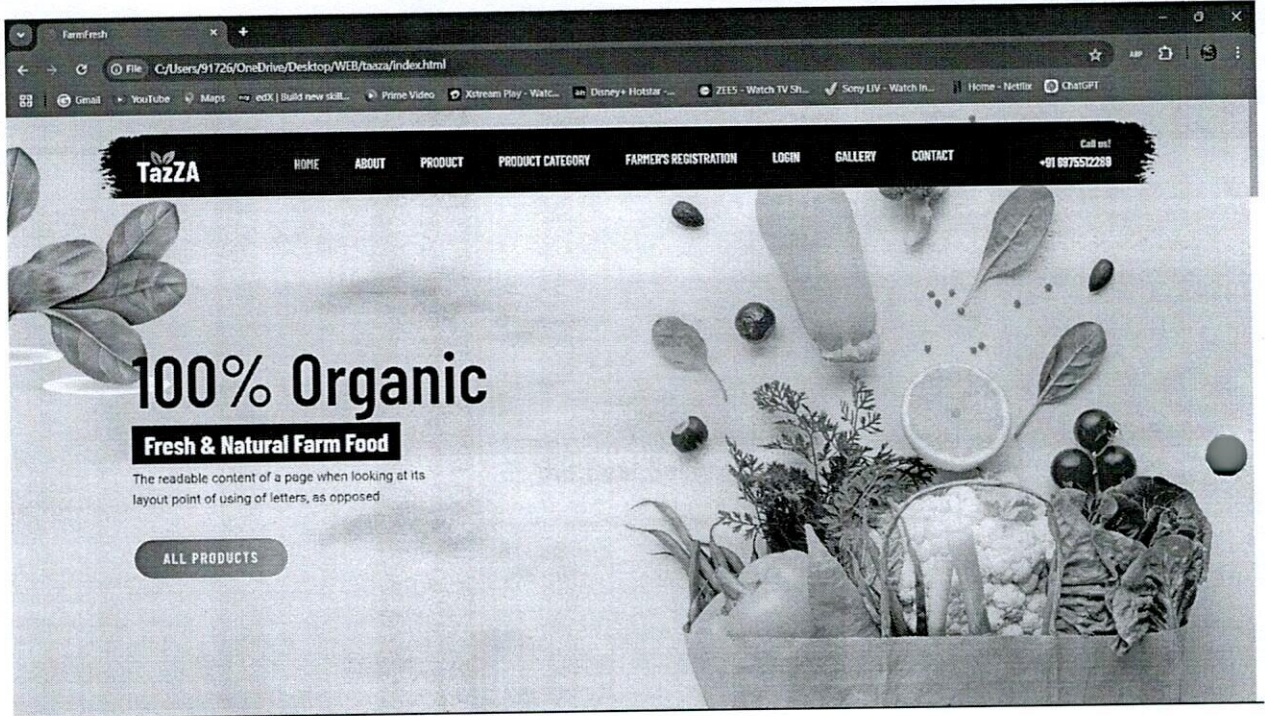 FarmFresh
File C:/Users/91726/OneDrive/Desktop/WEB/taaza/index.html
Gmail YouTube Maps edX | Build new skill... Prime Video Xstream Play - Watc... Disney+ Hotstar -... ZEE5 - Watch TV Sh... Sony LIV - Watch In... Home - Netflix ChatGPT
TazZA HOME ABOUT PRODUCT PRODUCT CATEGORY FARMER'S REGISTRATION LOGIN GALLERY CONTACT
Call us!
+91 8975512289
100% Organic
Fresh & Natural Farm Food
The readable content of a page when looking at its
layout point of using of letters, as opposed
ALL PRODUCTS